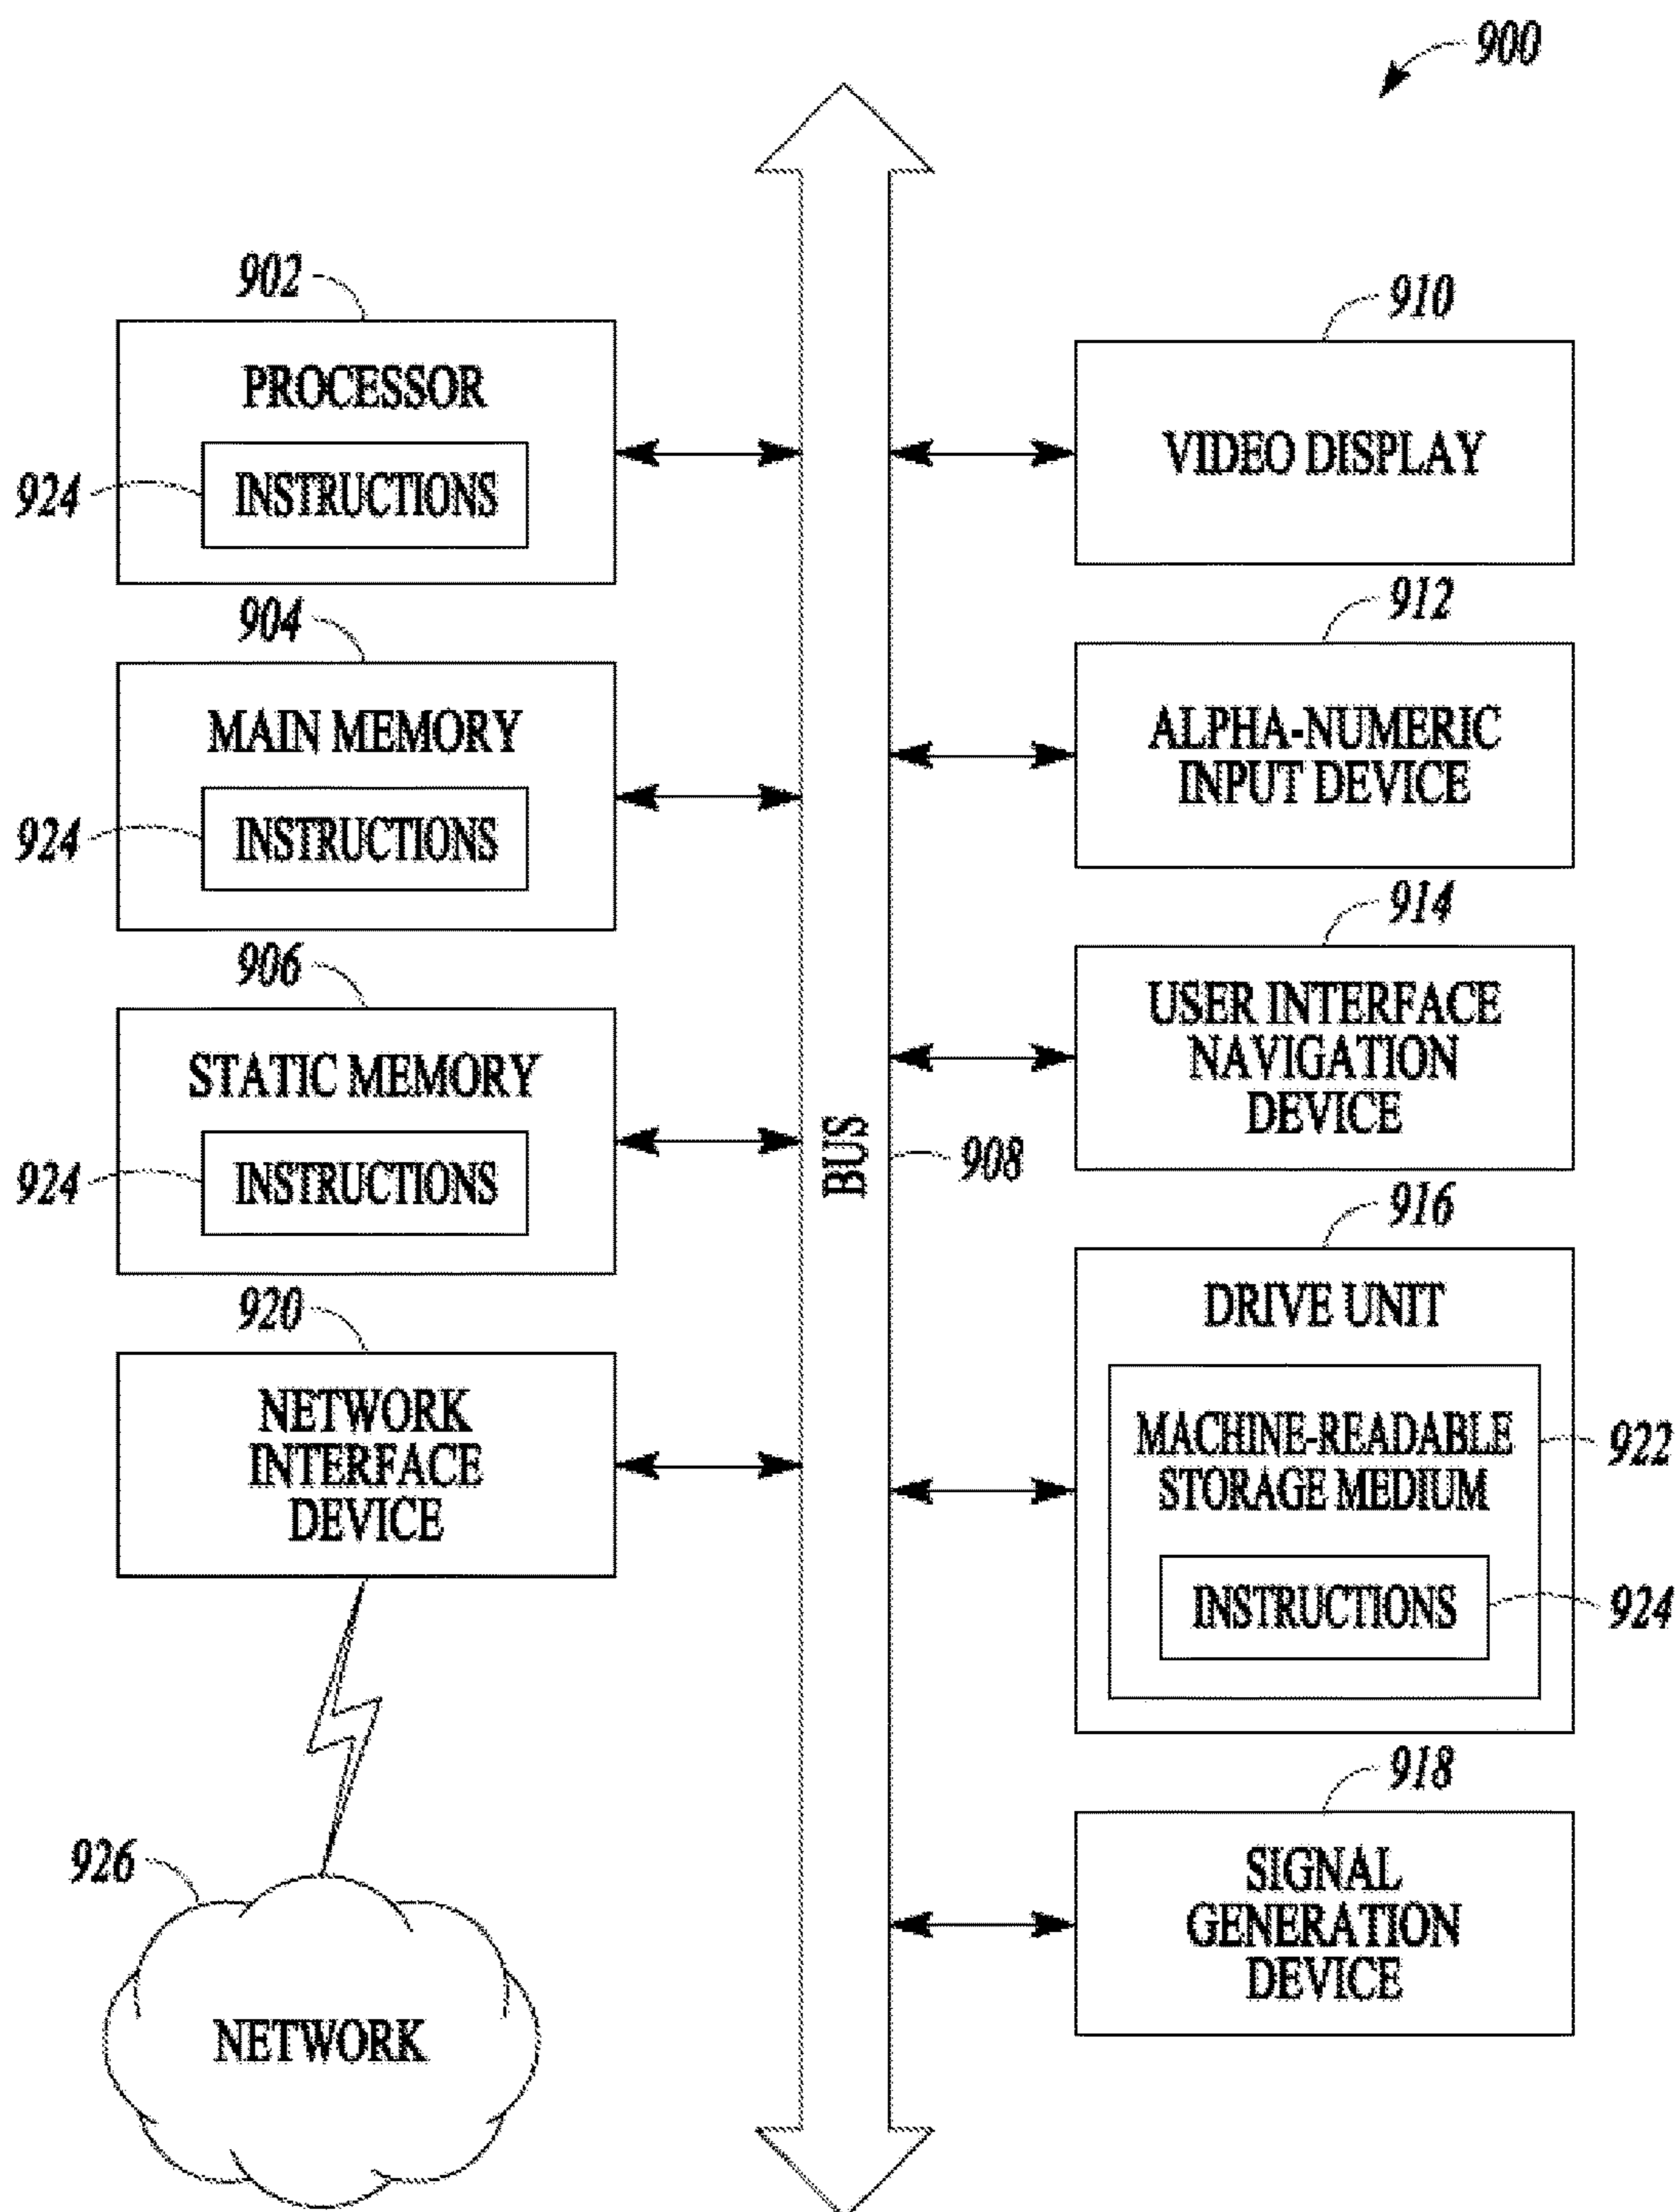 900
902
PROCESSOR
924
INSTRUCTIONS
904
MAIN MEMORY
924
INSTRUCTIONS
906
STATIC MEMORY
924
INSTRUCTIONS
920
NETWORK
INTERFACE
DEVICE
926
NETWORK
BUS
908
910
VIDEO DISPLAY
912
ALPHA-NUMERIC
INPUT DEVICE
914
USER INTERFACE
NAVIGATION
DEVICE
916
DRIVE UNIT
MACHINE-READABLE
STORAGE MEDIUM
922
INSTRUCTIONS
924
918
SIGNAL
GENERATION
DEVICE